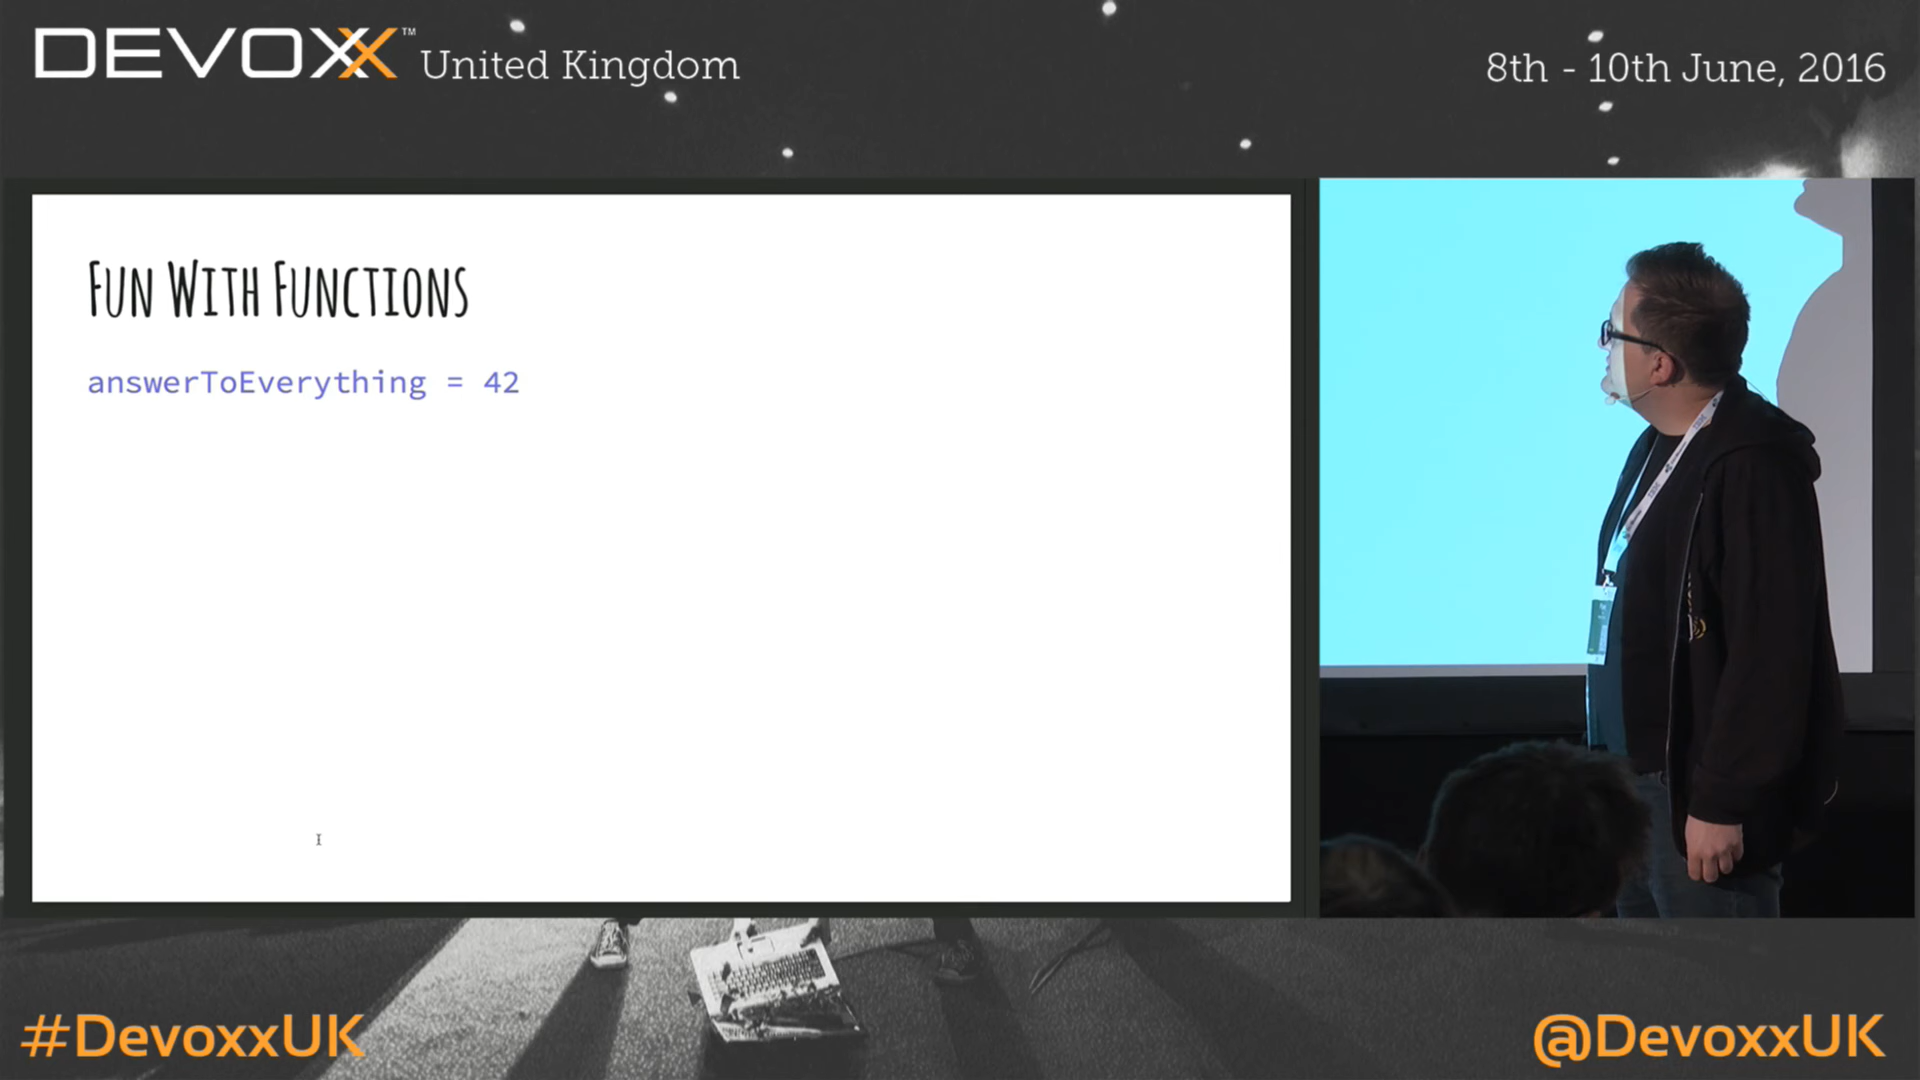 DEVOXX™ United Kingdom
8th - 10th June, 2016
FUN WITH FUNCTIONS
answerToEverything = 42
#DevoxxUK
@DevoxxUK